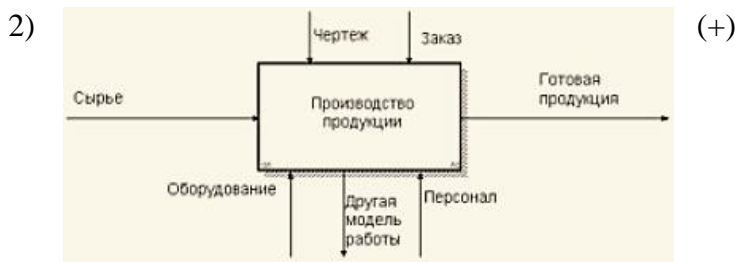 2)
(+)
Чертеж
Заказ
Сырье
Производство
продукции
Готовая
продукция
Оборудование
Другая
модель
работы
Персонал